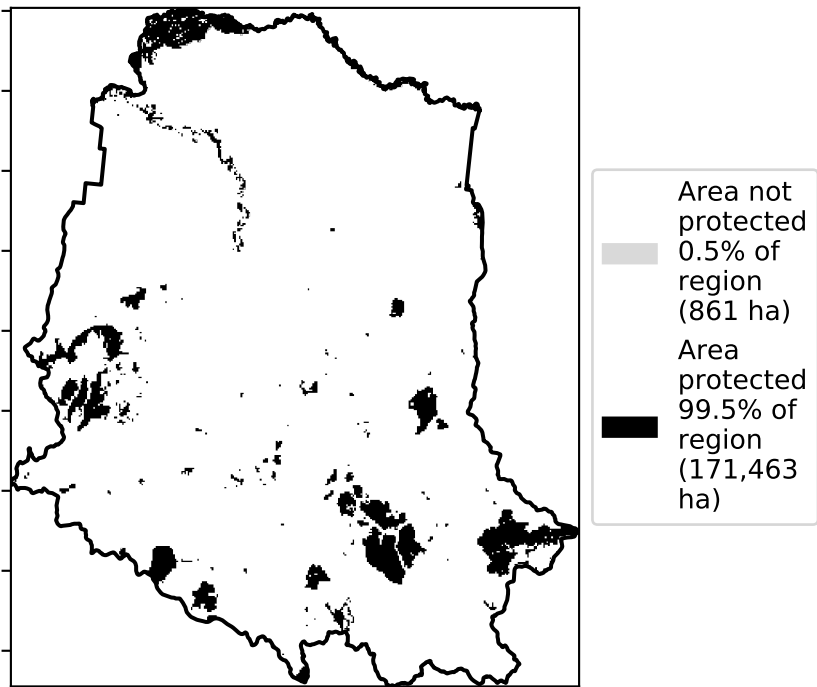 Area not
protected
0.5% of
region
(861 ha)
Area
protected
99.5% of
region
(171,463
ha)